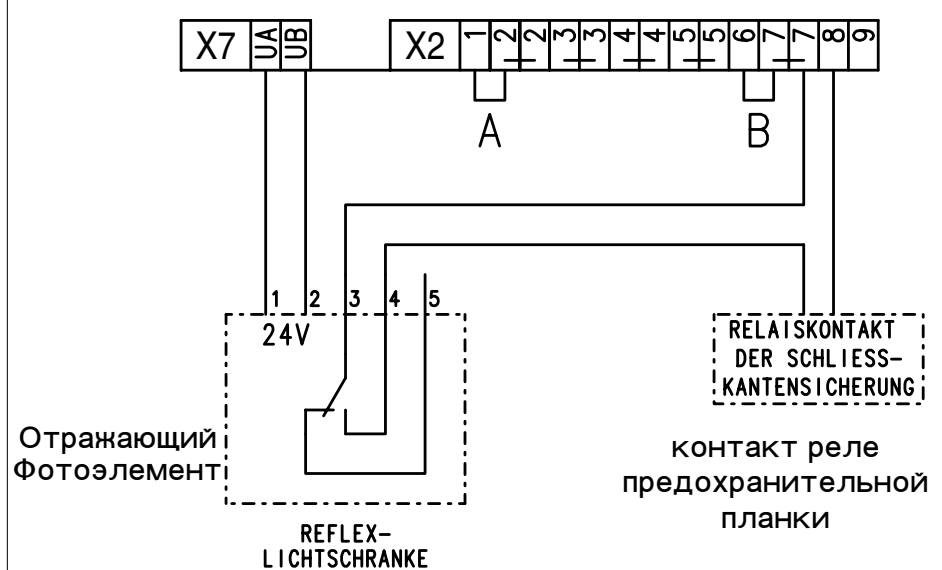 X7 UA UB X2 1 2 2 3 3 4 4 5 5 6 7 7 8 9
A B
1 2 3 4 5
24V
RELAISKONTAKT
DER SCHLIESS-
KANTENSICHERUNG
Отражающий
Фотоэлемент
контакт реле
предохранительной
планки
REFLEX-
LICHTSCHRANKE